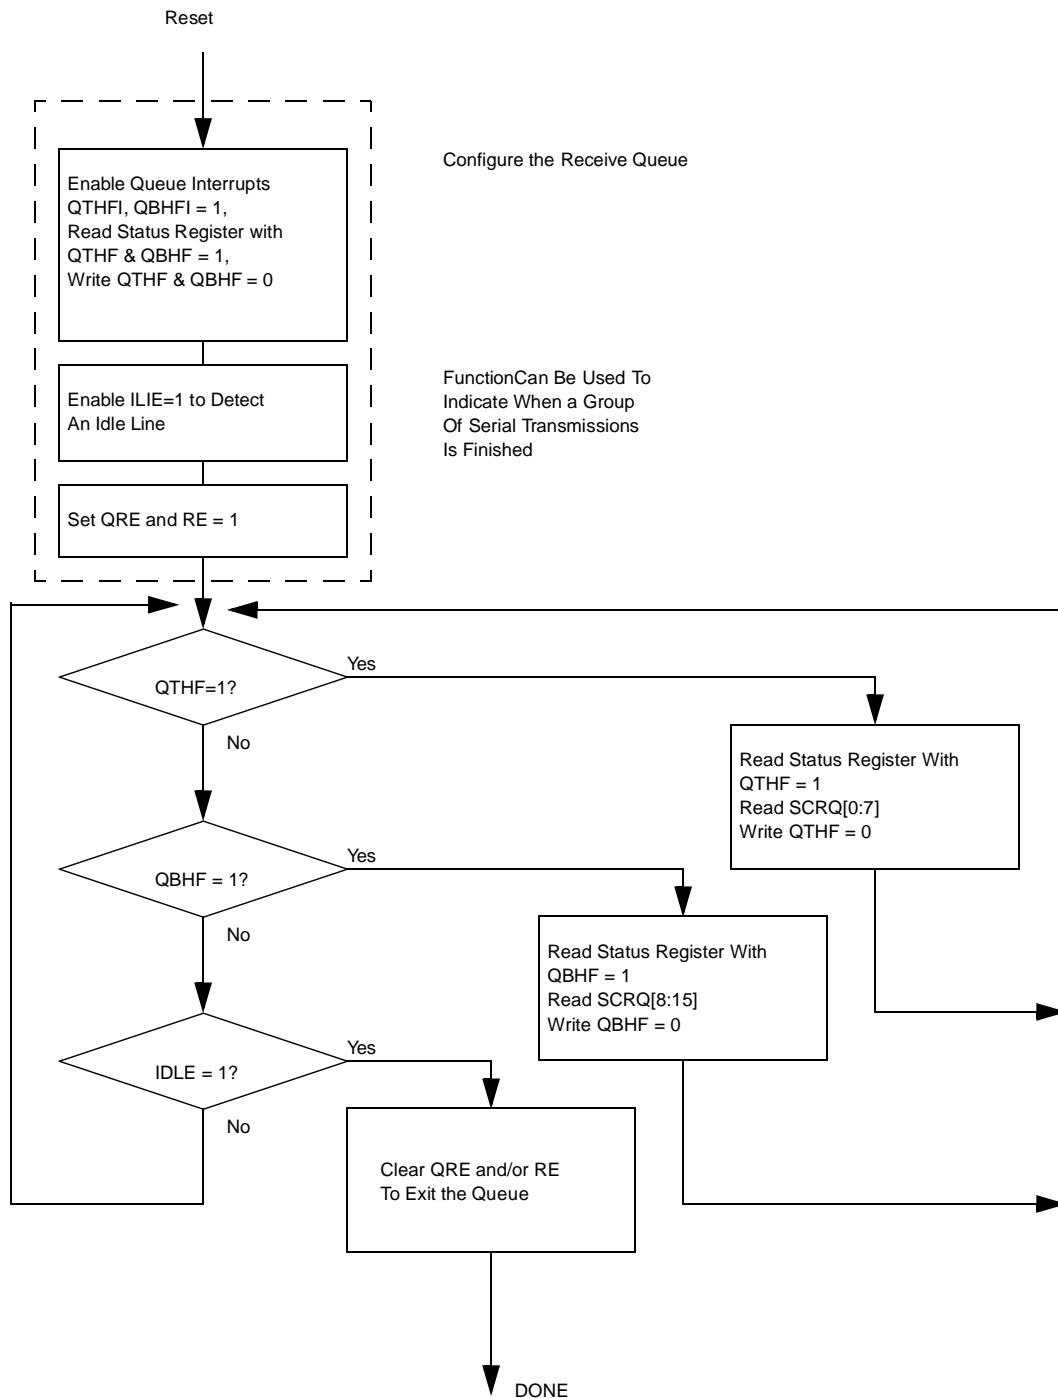 Reset
Configure the Receive Queue
Enable Queue Interrupts
QTHFI, QBHFI = 1,
Read Status Register with
QTHF & QBHF = 1,
Write QTHF & QBHF = 0
FunctionCan Be Used To
Indicate When a Group
Of Serial Transmissions
Is Finished
Enable ILIE=1 to Detect
An Idle Line
Set QRE and RE = 1
QTHF=1?
Yes
No
Read Status Register With
QTHF = 1
Read SCRQ[0:7]
Write QTHF = 0
QBHF = 1?
Yes
No
Read Status Register With
QBHF = 1
Read SCRQ[8:15]
Write QBHF = 0
IDLE = 1?
Yes
No
Clear QRE and/or RE
To Exit the Queue
DONE